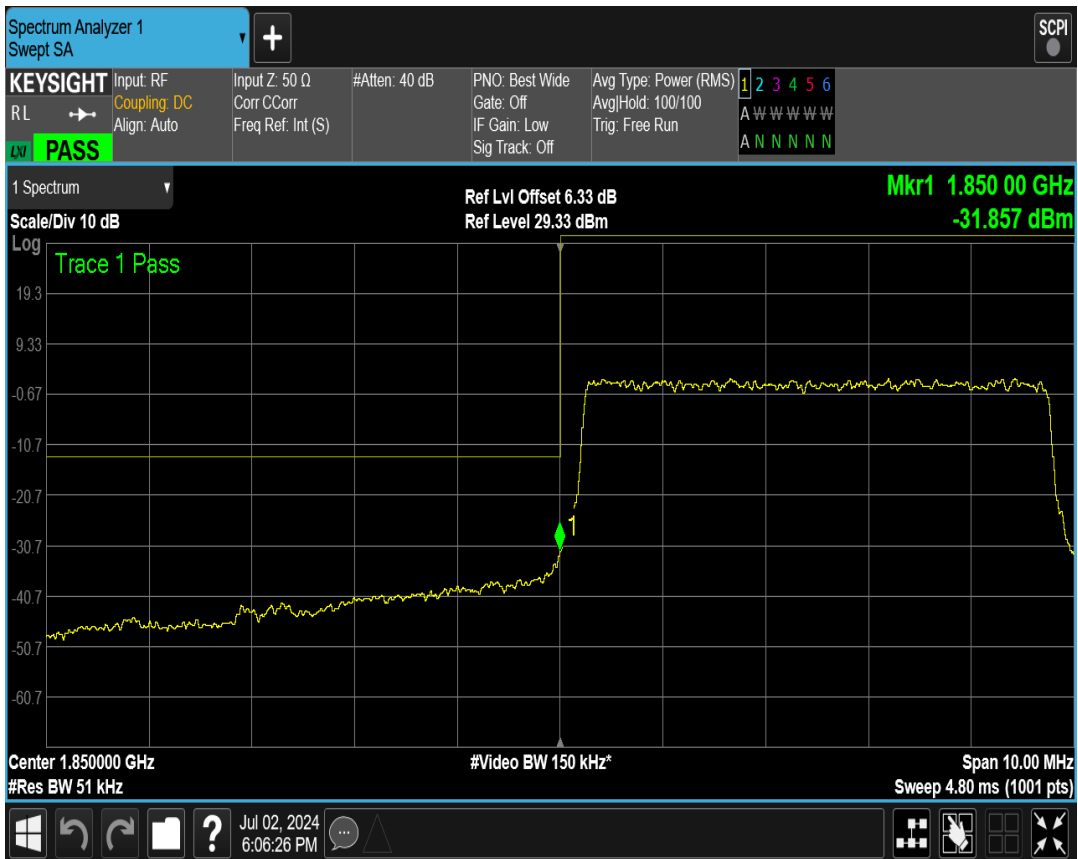 Spectrum Analyzer 1
Swept SA
SCPI
KEYSIGHT
RL
LXI PASS
Input: RF
Coupling: DC
Align: Auto
Input Z: 50 Ω
Corr CCorr
Freq Ref: Int (S)
#Atten: 40 dB
PNO: Best Wide
Gate: Off
IF Gain: Low
Sig Track: Off
Avg Type: Power (RMS)
Avg|Hold: 100/100
Trig: Free Run
1 2 3 4 5 6
A W W W W W
A N N N N N
1 Spectrum
Scale/Div 10 dB
Ref Lvl Offset 6.33 dB
Ref Level 29.33 dBm
Mkr1 1.850 00 GHz
-31.857 dBm
Log
Trace 1 Pass
19.3
9.33
-0.67
-10.7
-20.7
1
-30.7
-40.7
-50.7
-60.7
Center 1.850000 GHz
#Res BW 51 kHz
#Video BW 150 kHz*
Span 10.00 MHz
Sweep 4.80 ms (1001 pts)
?
Jul 02, 2024
6:06:26 PM